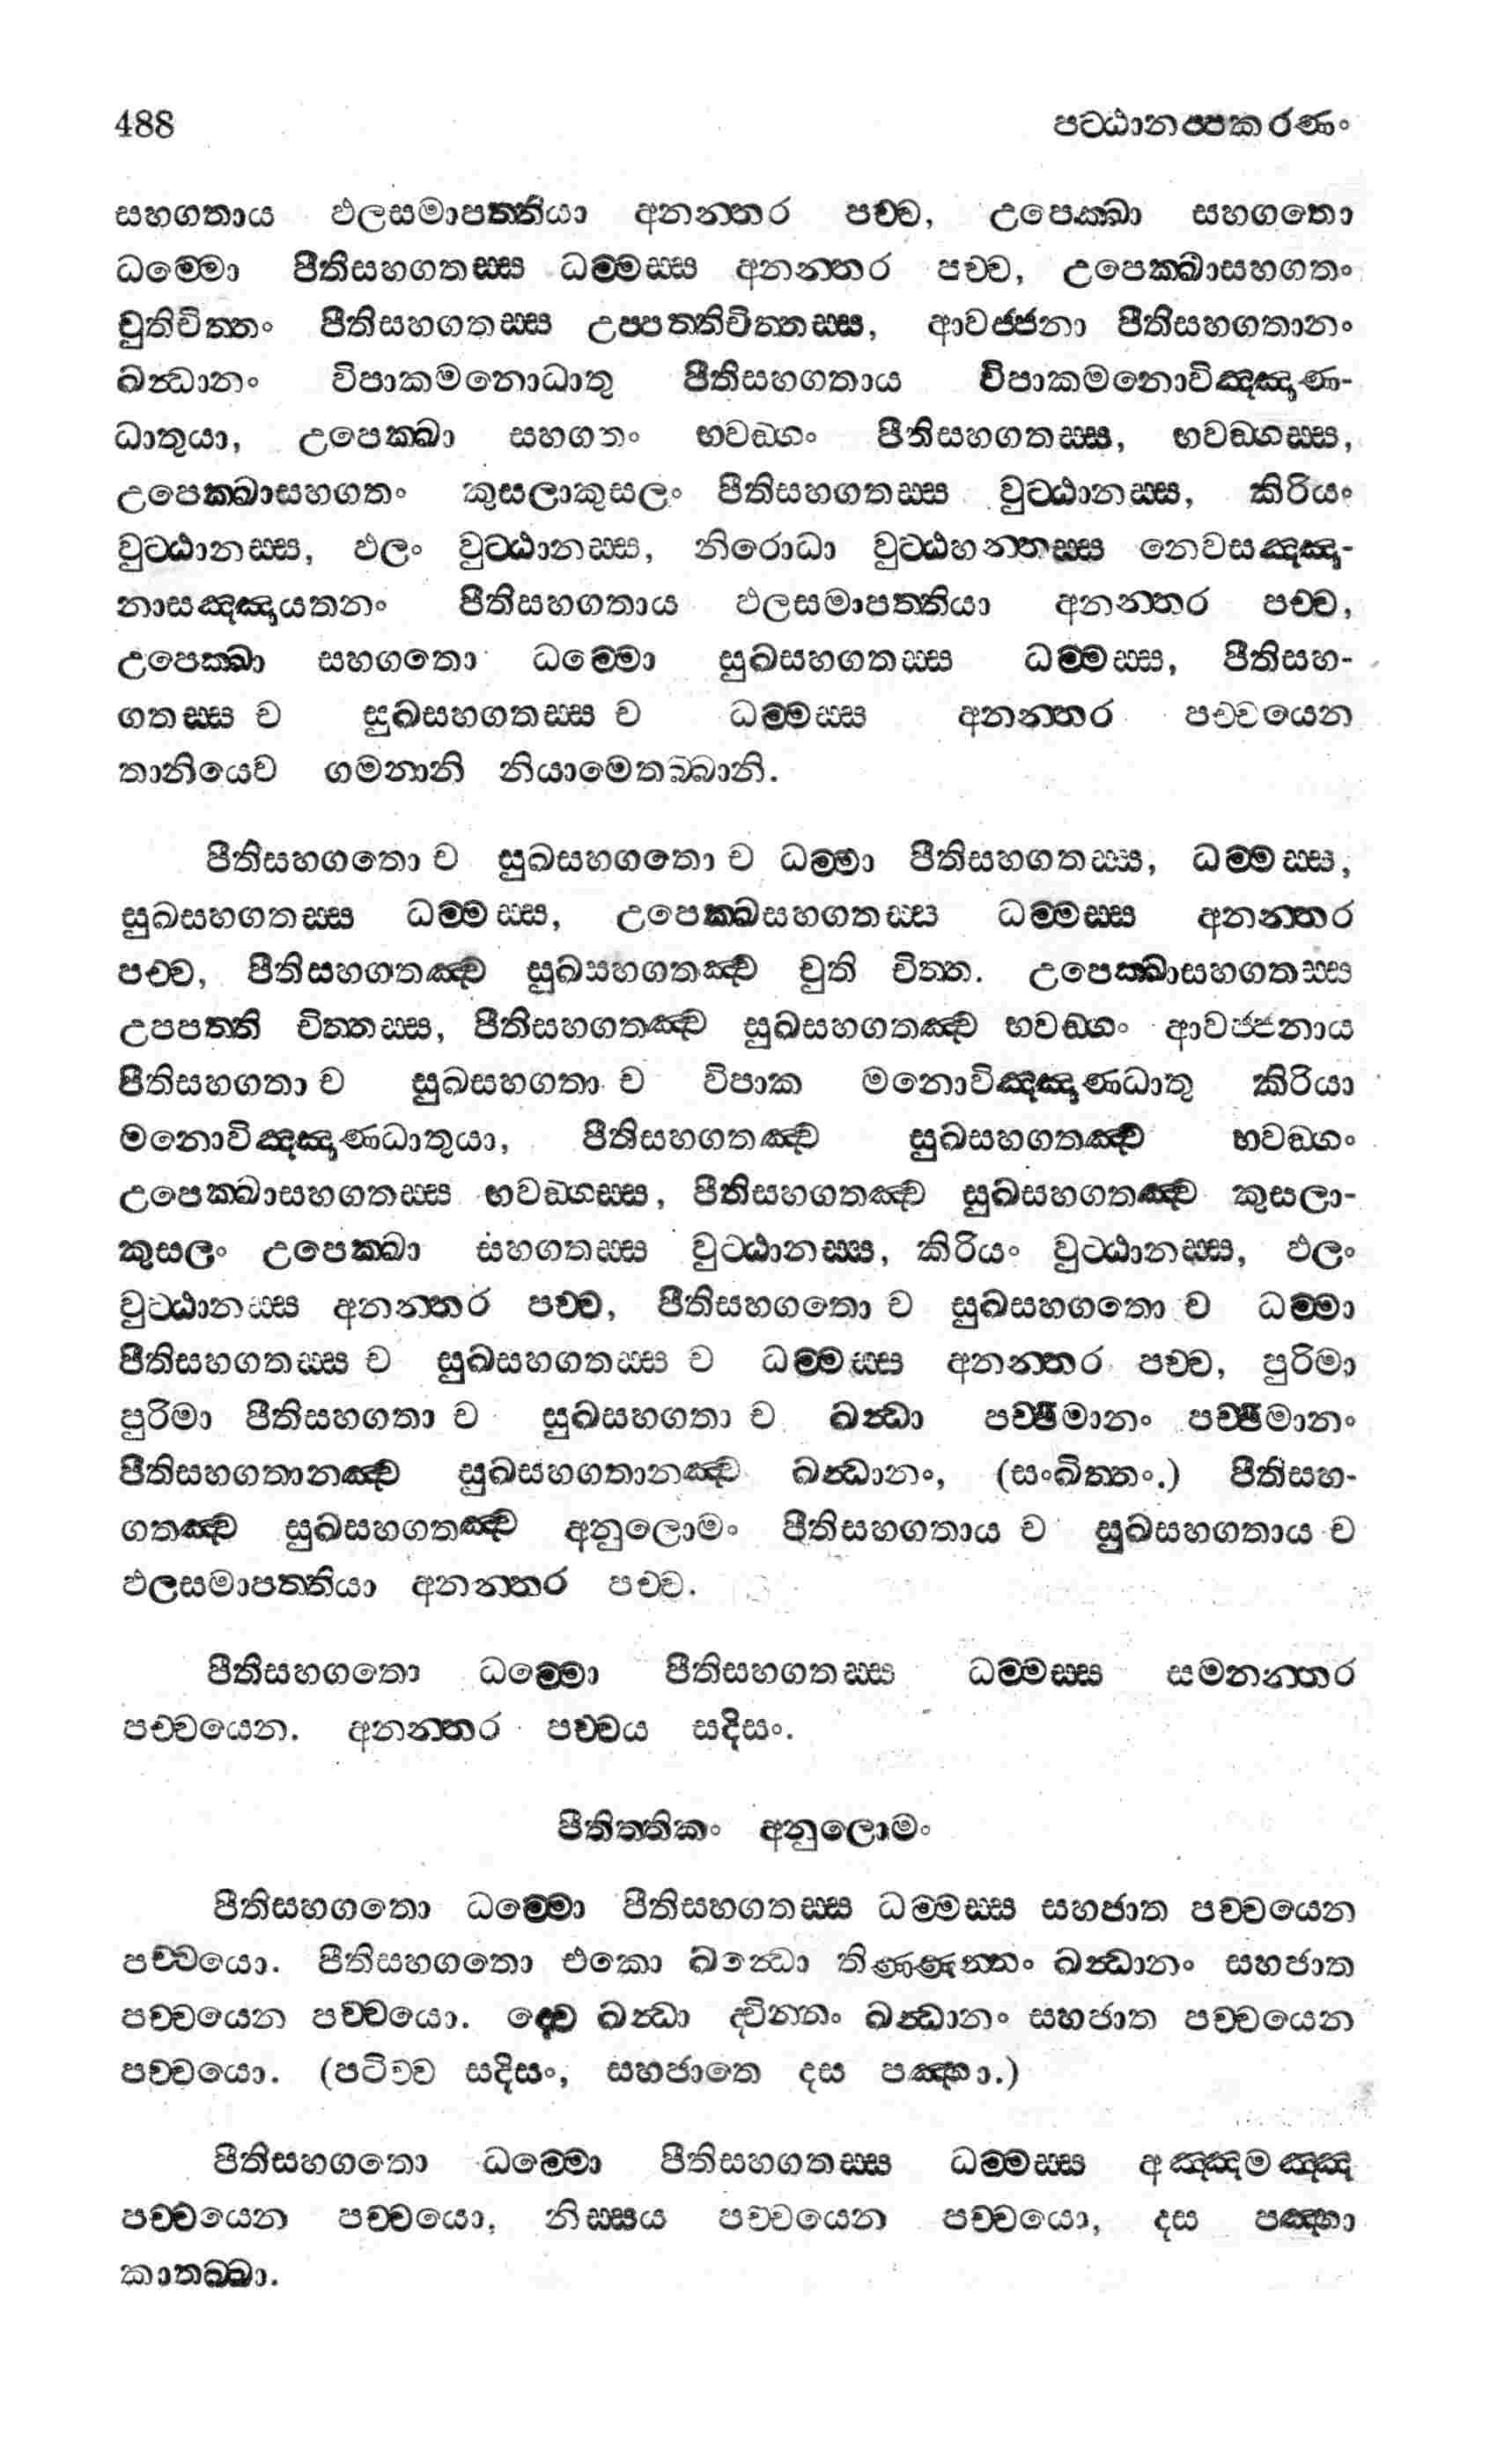 488 පට්ඨානප්පකරණං
සහගතාය ඵලසමාපත්තියා අනන්තර පච්ච, උපෙක්ඛා සහගතො
ධම්මො පීතිසහගතස්ස ධම්මස්ස අනන්තර පච්ච, උපෙක්ඛාසහගතං
චුතිචිත්තං පීතිසහගතස්ස උප්පත්තිචිත්තස්ස, ආවජ්ජනා පීතිසහගතානං
ඛන්ධානං විපාකමනොධාතු පීතිසහගතාය විපාකමනොවිඤ්ඤාණ-
ධාතුයා, උපෙක්ඛා සහගතං භවඞ්ගං පීතිසහගතස්ස, භවඞ්ගස්ස,
උපෙක්ඛාසහගතං කුසලාකුසලං පීතිසහගතස්ස වුට්ඨානස්ස, කිරියං
වුට්ඨානස්ස, ඵලං වුට්ඨානස්ස, නිරොධා වුට්ඨහන්තස්ස නෙවසඤ්ඤා-
නාසඤ්ඤායතනං පීතිසහගතාය ඵලසමාපත්තියා අනන්තර පච්ච,
උපෙක්ඛා සහගතො ධම්මො සුඛසහගතස්ස ධම්මස්ස, පීතිසහ-
ගතස්ස ච සුඛසහගතස්ස ච ධම්මස්ස අනන්තර පච්චයෙන
තානියෙව ගමනානි නියාමෙතබ්බානි.
පීතිසහගතො ච සුඛසහගතො ච ධම්මා පීතිසහගතස්ස, ධම්මස්ස,
සුඛසහගතස්ස ධම්මස්ස, උපෙක්ඛසහගතස්ස ධම්මස්ස අනන්තර
පච්ච, පීතිසහගතඤ්ච සුඛසහගතඤ්ච චුති චිත්ත. උපෙක්ඛාසහගතස්ස
උපපත්ති චිත්තස්ස, පීතිසහගතඤ්ච සුඛසහගතඤ්ච භවඞ්ගං ආවජ්ජනාය
පීතිසහගතා ච සුඛසහගතා ච විපාක මනොවිඤ්ඤාණධාතු කිරියා
මනොවිඤ්ඤාණධාතුයා, පීතිසහගතඤ්ච සුඛසහගතඤ්ච භවඞ්ගං
උපෙක්ඛාසහගතස්ස භවඞ්ගස්ස, පීතිසහගතඤ්ච සුඛසහගතඤ්ච කුසලා-
කුසලං උපෙක්ඛා සහගතස්ස වුට්ඨානස්ස, කිරියං වුට්ඨානස්ස, ඵලං
වුට්ඨානස්ස අනන්තර පච්ච, පීතිසහගතො ච සුඛසහගතො ච ධම්මා
පීතිසහගතස්ස ච සුඛසහගතස්ස ච ධම්මස්ස අනන්තර පච්ච, පුරිමා
පුරිමා පීතිසහගතා ච සුඛසහගතා ච ඛන්ධා පච්ඡිමානං පච්ඡිමානං
පීතිසහගතානඤ්ච සුඛසහගතානඤ්ච ඛන්ධානං, (සංඛිත්තං.) පීතිසහ-
ගතඤ්ච සුඛසහගතඤ්ච අනුලොමං පීතිසහගතාය ච සුඛසහගතාය ච
ඵලසමාපත්තියා අනන්තර පච්ච.
පීතිසහගතො ධම්මො පීතිසහගතස්ස ධම්මස්ස සමනන්තර
පච්චයෙන. අනන්තර පච්චය සදිසං.
පීතිත්තිකං අනුලොමං
පීතිසහගතො ධම්මො පීතිසහගතස්ස ධම්මස්ස සහජාත පච්චයෙන
පච්චයො. පීතිසහගතො එකො ඛන්ධො තිණ්ණන්නං ඛන්ධානං සහජාත
පච්චයෙන පච්චයො. ද්වෙ ඛන්ධා ද්වින්නං ඛන්ධානං සහජාත පච්චයෙන
පච්චයො. (පටිච්ච සදිසං, සහජාතෙ දස පඤ්හා.)
පීතිසහගතො ධම්මො පීතිසහගතස්ස ධම්මස්ස අඤ්ඤමඤ්ඤ
පච්චයෙන පච්චයො, නිස්සය පච්චයෙන පච්චයො, දස පඤ්හා
කාතබ්බා.